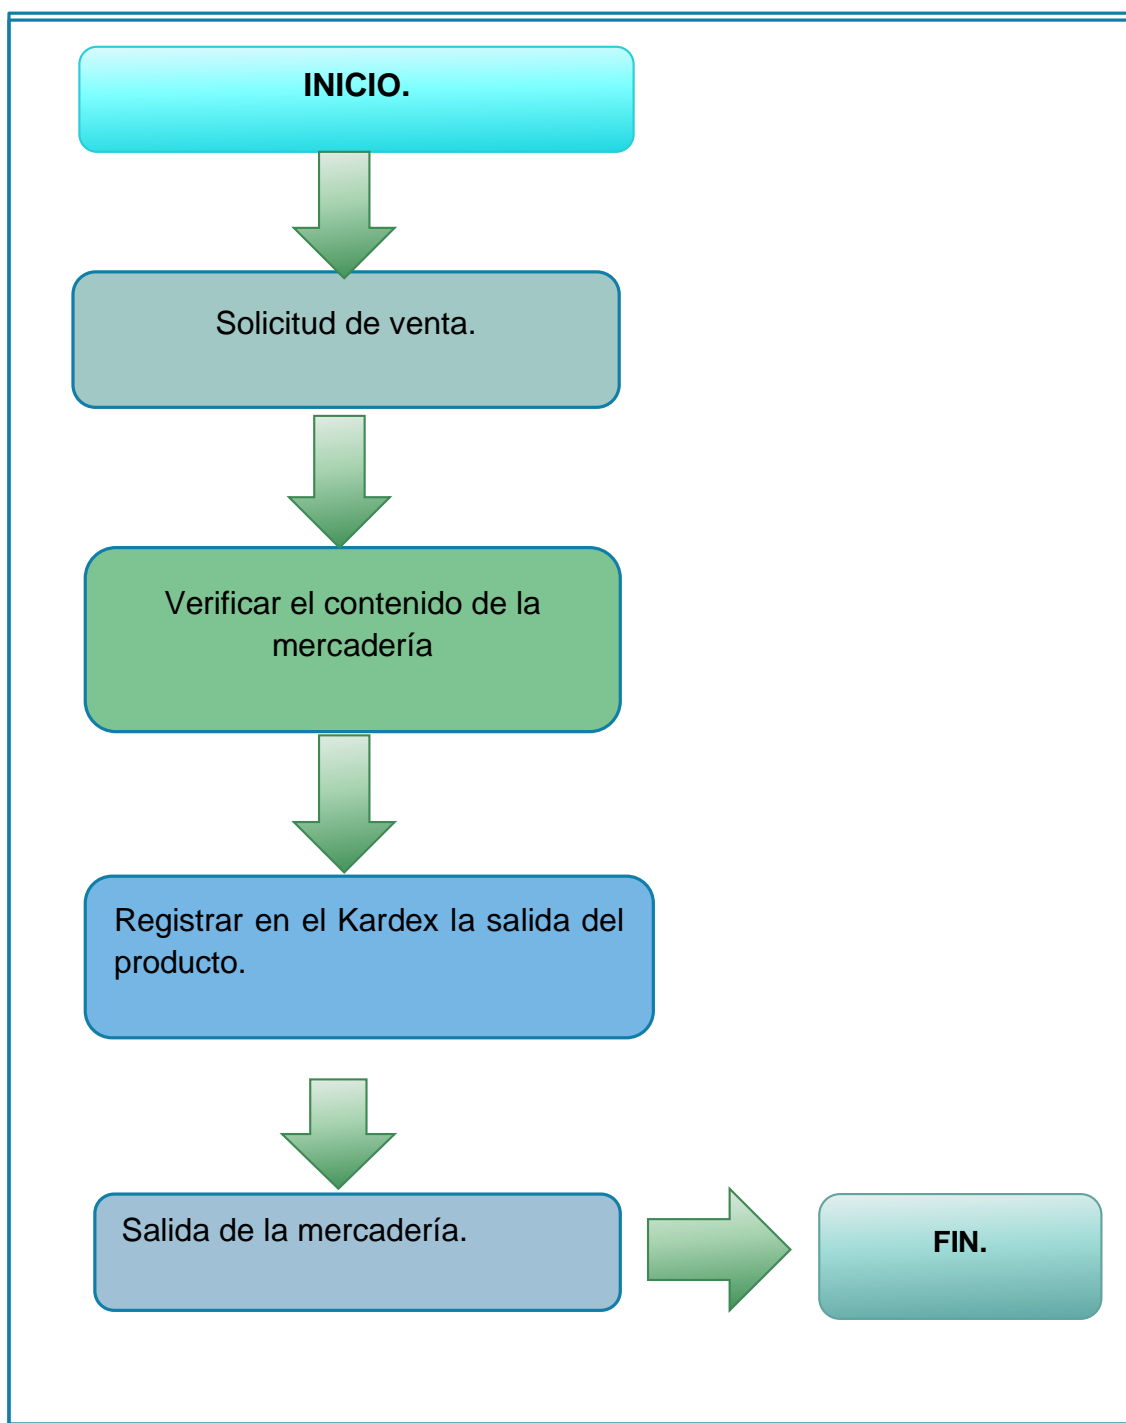 INICIO.
Solicitud de venta.
Verificar el contenido de la
mercadería
Registrar en el Kardex la salida del
producto.
Salida de la mercadería.
FIN.